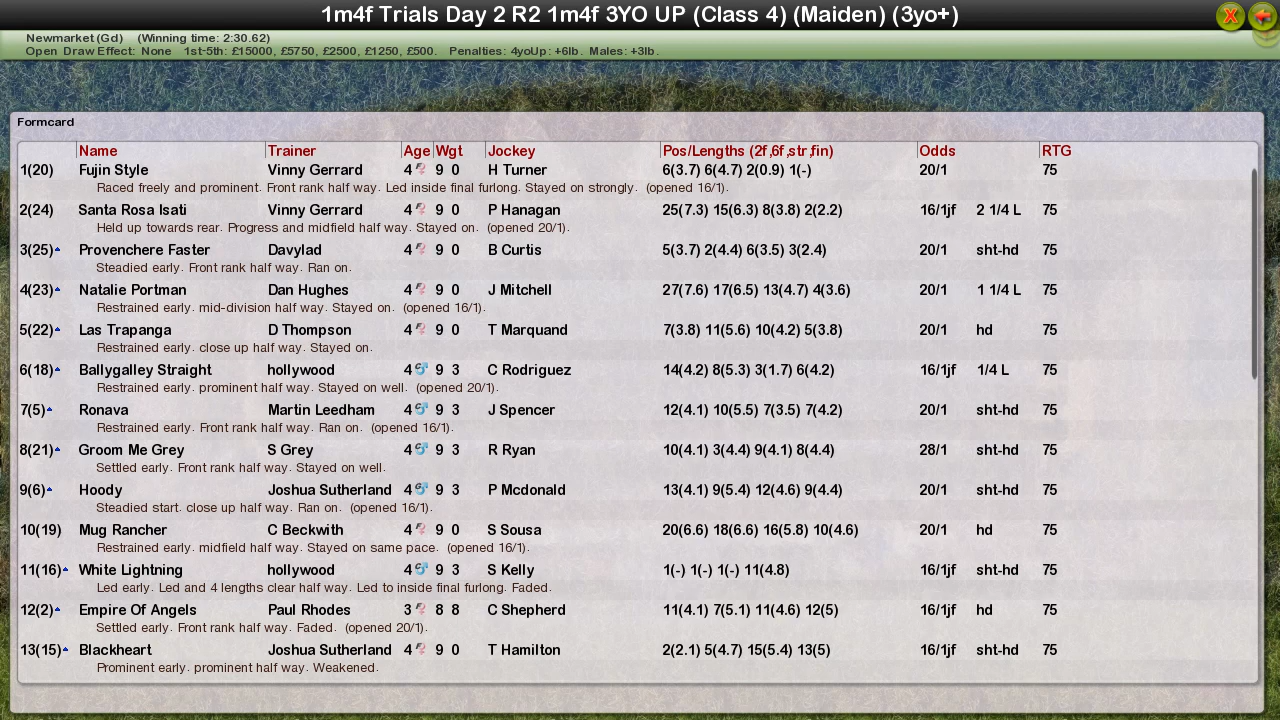 1m4f Trials Day 2 R2 1m4f 3YO UP (Class 4) (Maiden) (3yo+)
X
Newmarket (Gd) (Winning time: 2:30.62)
Open Draw Effect: None 1st-5th: £15000, £5750, £2500, £1250, £500. Penalties: 4yoUp: +6lb. Males: +3lb.
Formcard
Name Trainer Age Wgt Jockey Pos/Lengths (2f,6f,str,fin) Odds RTG
1(20) Fujin Style Vinny Gerrard 4 9 0 H Turner 6(3.7) 6(4.7) 2(0.9) 1(-) 20/1 75
Raced freely and prominent. Front rank half way. Led inside final furlong. Stayed on strongly. (opened 16/1).
2(24) Santa Rosa Isati Vinny Gerrard 4 9 0 P Hanagan 25(7.3) 15(6.3) 8(3.8) 2(2.2) 16/1jf 2 1/4 L 75
Held up towards rear. Progress and midfield half way. Stayed on. (opened 20/1).
3(25) Provenchere Faster Davylad 4 9 0 B Curtis 5(3.7) 2(4.4) 6(3.5) 3(2.4) 20/1 sht-hd 75
Steadied early. Front rank half way. Ran on.
4(23) Natalie Portman Dan Hughes 4 9 0 J Mitchell 27(7.6) 17(6.5) 13(4.7) 4(3.6) 20/1 1 1/4 L 75
Restrained early. mid-division half way. Stayed on. (opened 16/1).
5(22) Las Trapanga D Thompson 4 9 0 T Marquand 7(3.8) 11(5.6) 10(4.2) 5(3.8) 20/1 hd 75
Restrained early. close up half way. Stayed on.
6(18) Ballygalley Straight hollywood 4 9 3 C Rodriguez 14(4.2) 8(5.3) 3(1.7) 6(4.2) 16/1jf 1/4 L 75
Restrained early. prominent half way. Stayed on well. (opened 20/1).
7(5) Ronava Martin Leedham 4 9 3 J Spencer 12(4.1) 10(5.5) 7(3.5) 7(4.2) 20/1 sht-hd 75
Restrained early. Front rank half way. Ran on. (opened 16/1).
8(21) Groom Me Grey S Grey 4 9 3 R Ryan 10(4.1) 3(4.4) 9(4.1) 8(4.4) 28/1 sht-hd 75
Settled early. Front rank half way. Stayed on well.
9(6) Hoody Joshua Sutherland 4 9 3 P Mcdonald 13(4.1) 9(5.4) 12(4.6) 9(4.4) 20/1 sht-hd 75
Steadied start. close up half way. Ran on. (opened 16/1).
10(19) Mug Rancher C Beckwith 4 9 0 S Sousa 20(6.6) 18(6.6) 16(5.8) 10(4.6) 20/1 hd 75
Restrained early. midfield half way. Stayed on same pace. (opened 16/1).
11(16) White Lightning hollywood 4 9 3 S Kelly 1(-) 1(-) 1(-) 11(4.8) 16/1jf sht-hd 75
Led early. Led and 4 lengths clear half way. Led to inside final furlong. Faded.
12(2) Empire Of Angels Paul Rhodes 3 8 8 C Shepherd 11(4.1) 7(5.1) 11(4.6) 12(5) 16/1jf hd 75
Settled early. Front rank half way. Faded. (opened 20/1).
13(15) Blackheart Joshua Sutherland 4 9 0 T Hamilton 2(2.1) 5(4.7) 15(5.4) 13(5) 16/1jf sht-hd 75
Prominent early. prominent half way. Weakened.